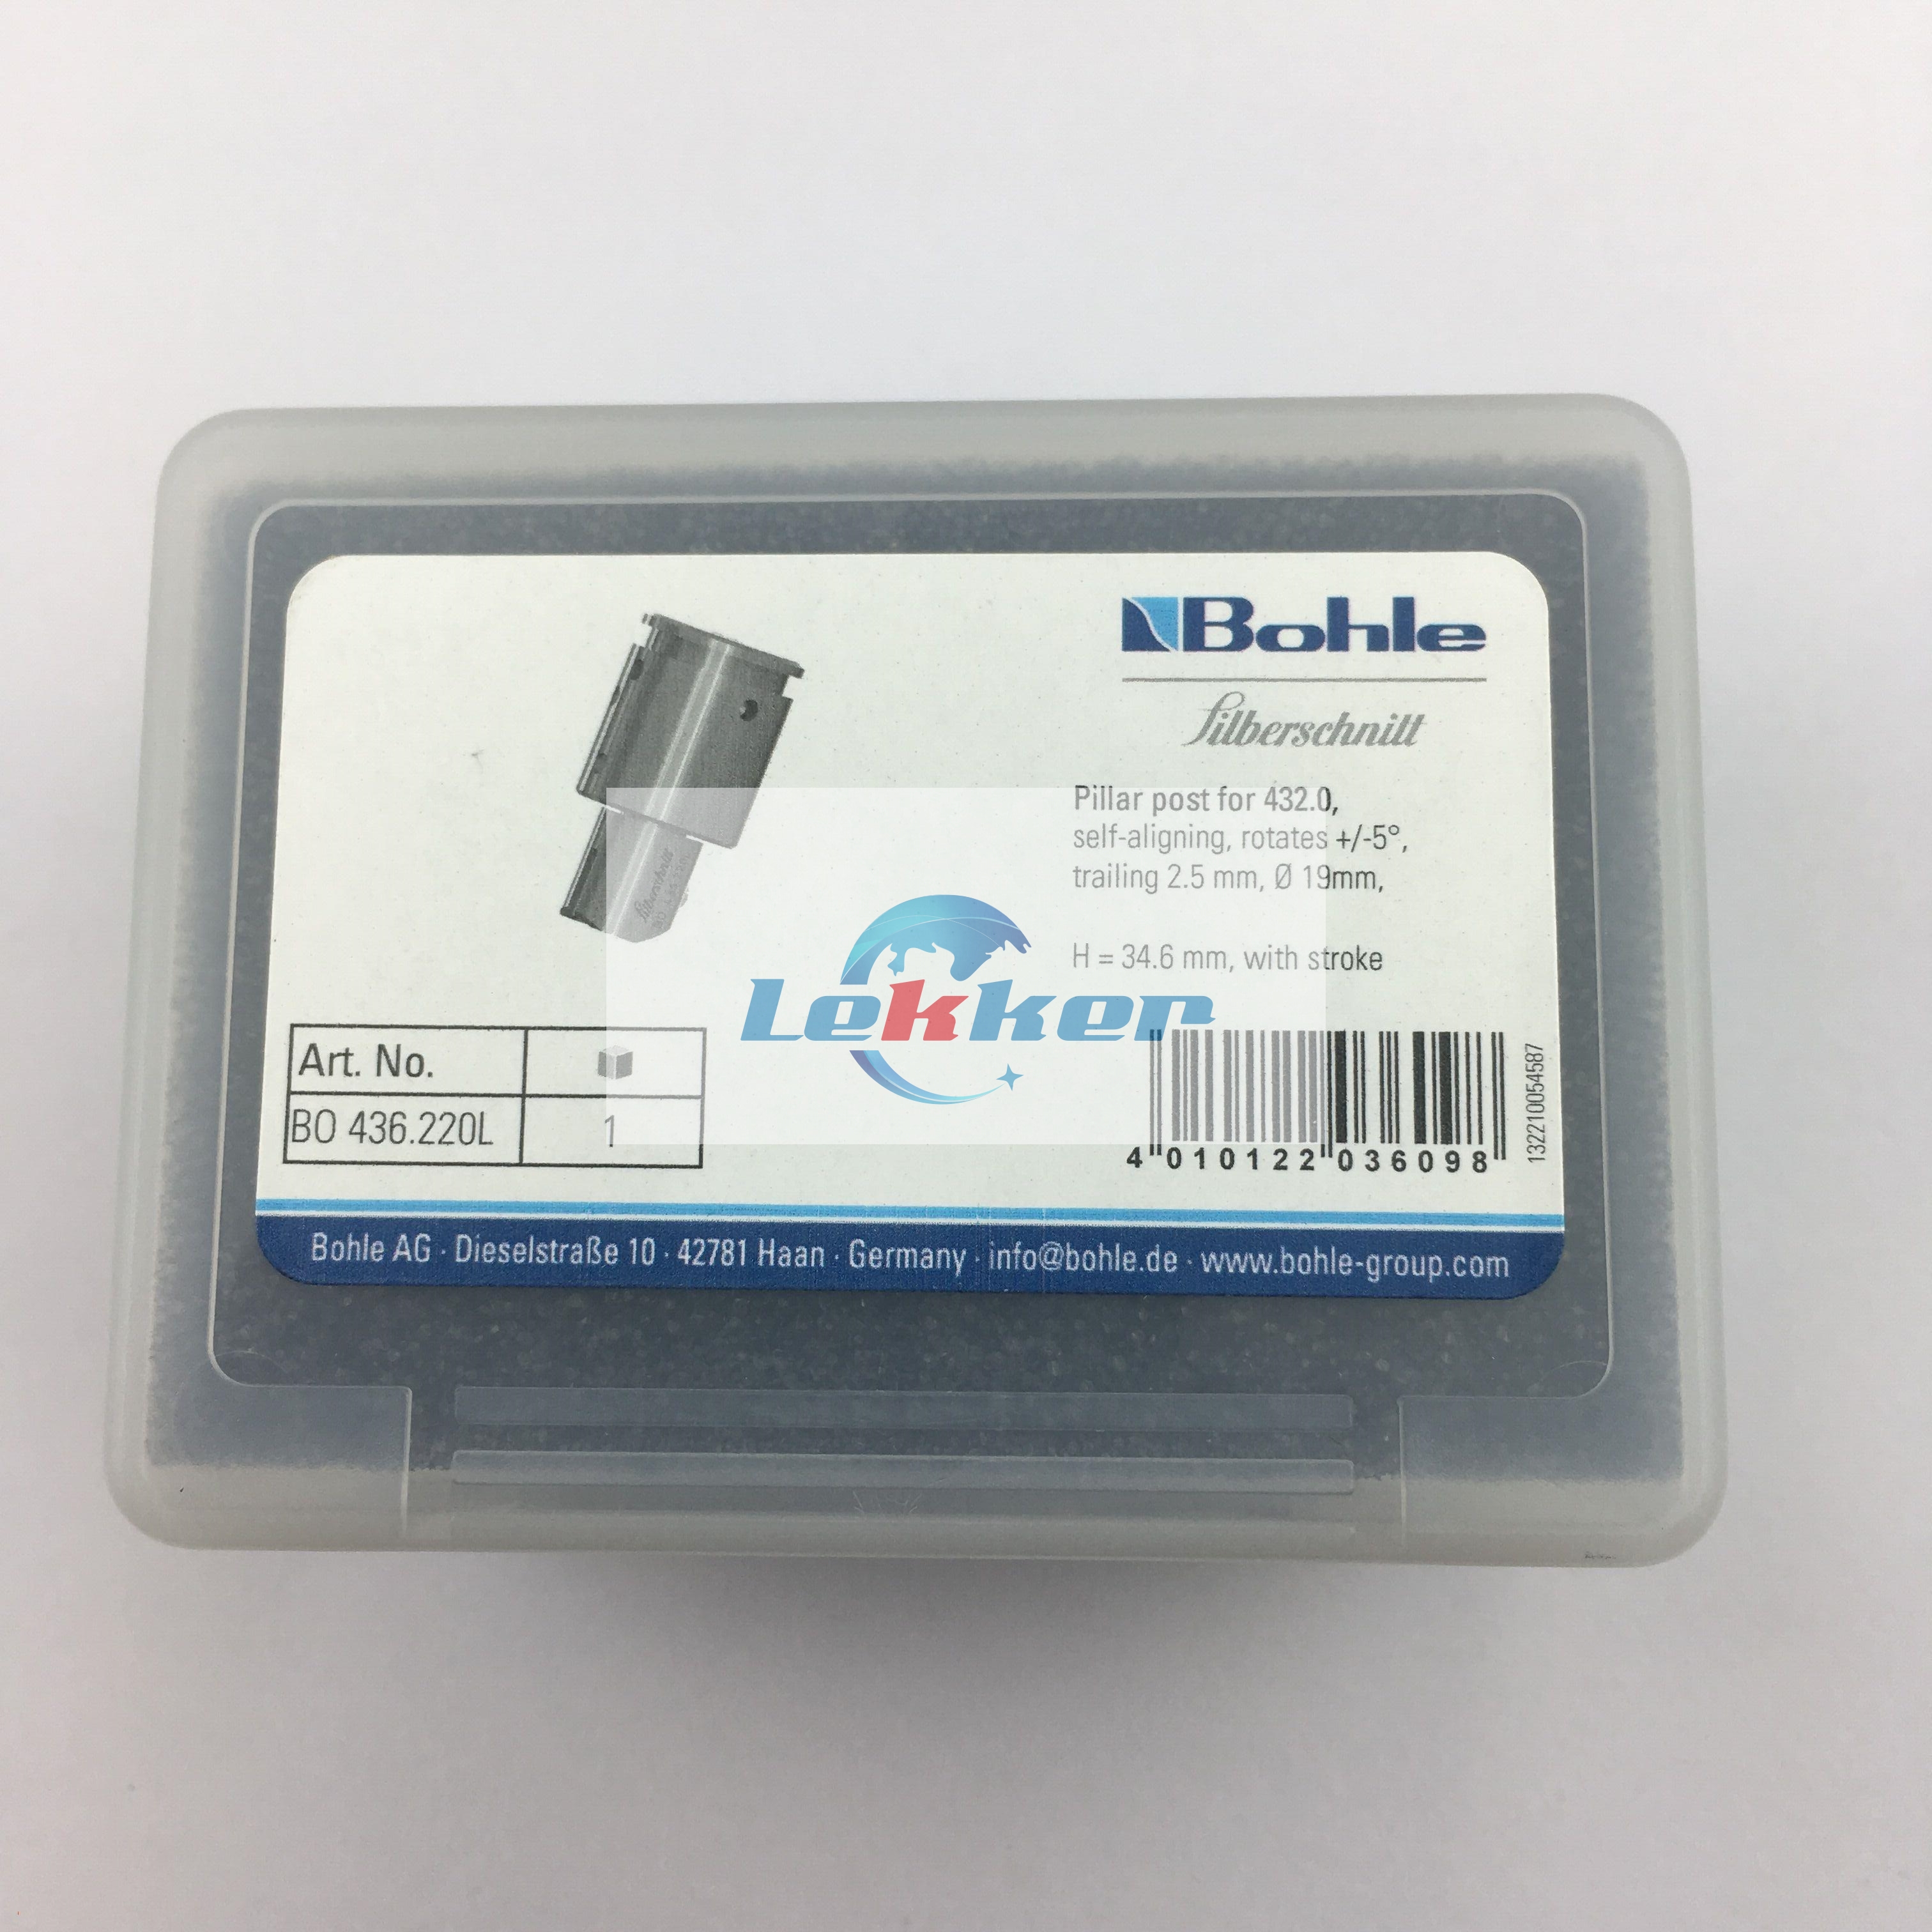 Bohle
Silberschnitt
Pillar post for 432.0,
self-aligning, rotates +/-5°,
trailing 2.5 mm, Ø 19mm,
H = 34.6 mm, with stroke
Silberschnitt
Lekker
Art. No.
BO 436.220L 1
4 010122 036098
132210054587
Bohle AG · Dieselstraße 10 · 42781 Haan · Germany · info@bohle.de · www.bohle-group.com